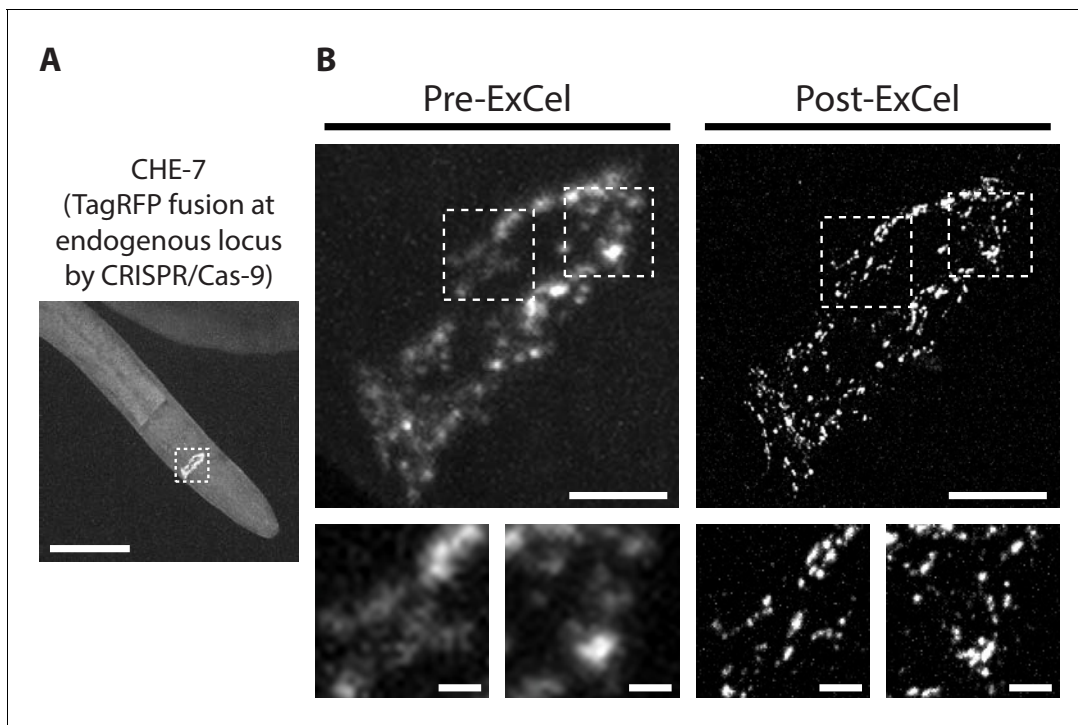 A
B
Pre-ExCel
Post-ExCel
CHE-7
(TagRFP fusion at
endogenous locus
by CRISPR/Cas-9)